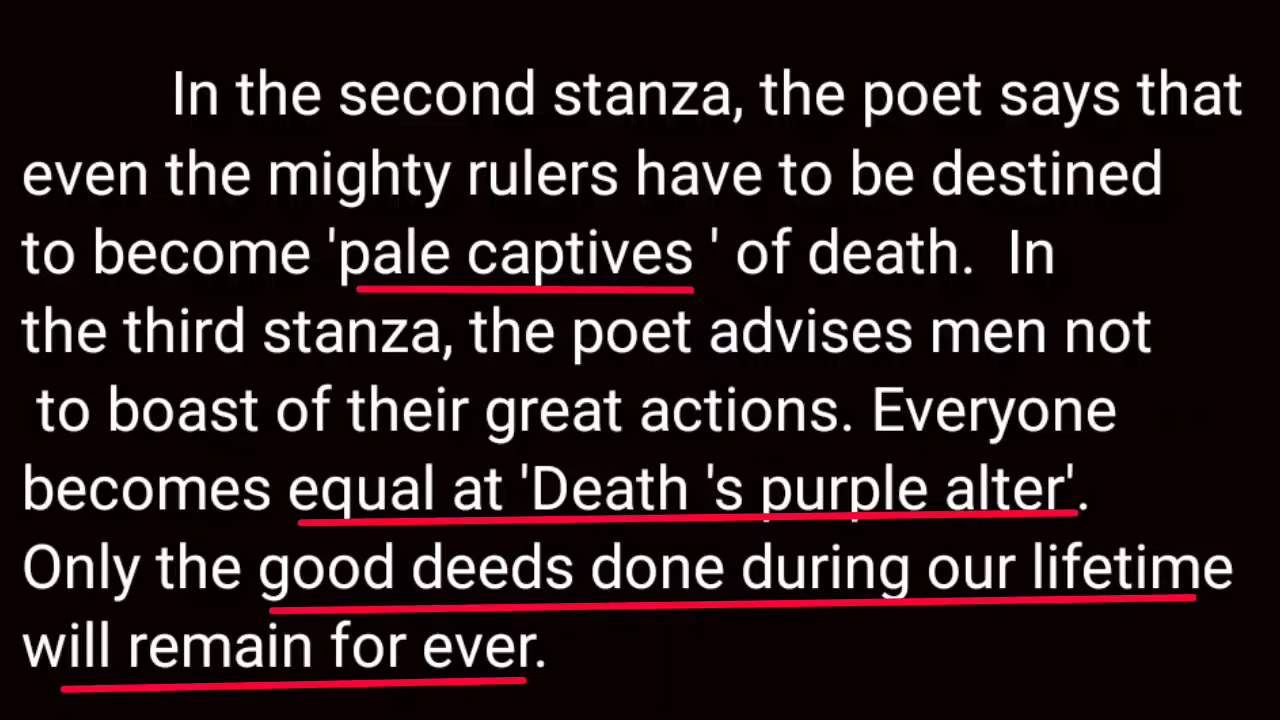 In the second stanza, the poet says that
even the mighty rulers have to be destined
to become 'pale captives ' of death. In
the third stanza, the poet advises men not
to boast of their great actions. Everyone
becomes equal at 'Death 's purple alter'.
Only the good deeds done during our lifetime
will remain for ever.